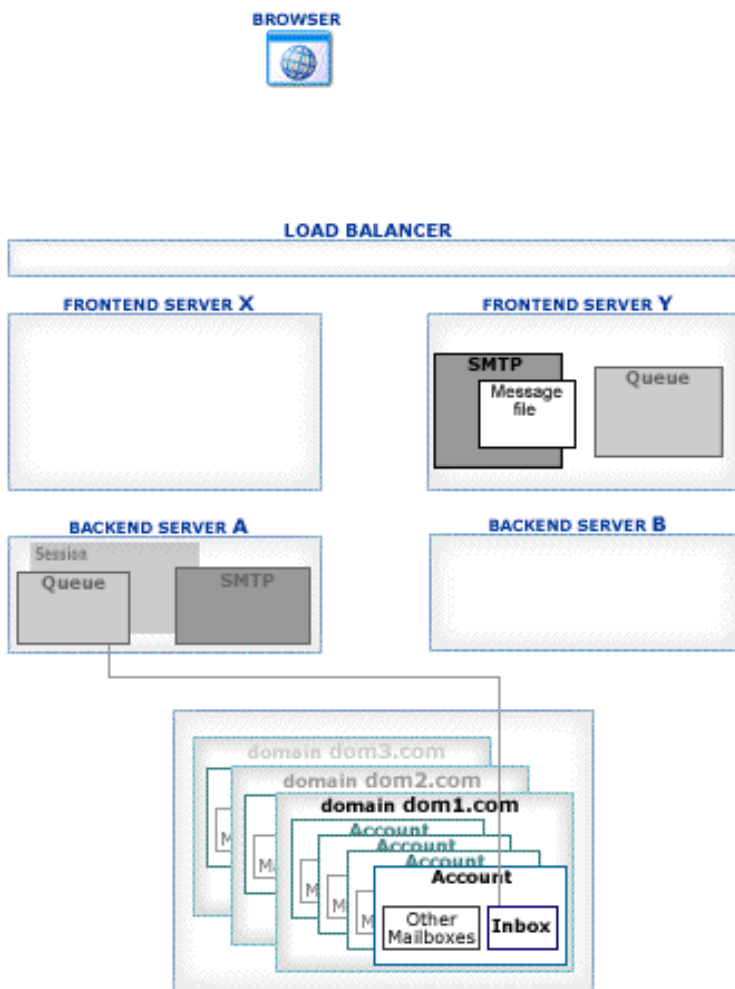 BROWSER
LOAD BALANCER
FRONTEND SERVER X
FRONTEND SERVER Y
SMTP
Message
file
Queue
BACKEND SERVER A
BACKEND SERVER B
Session
Queue
SMTP
domain dom3.com
domain dom2.com
domain dom1.com
Account
Account
Account
Account
M
Ma
M
M
M
Other
Mailboxes
Inbox